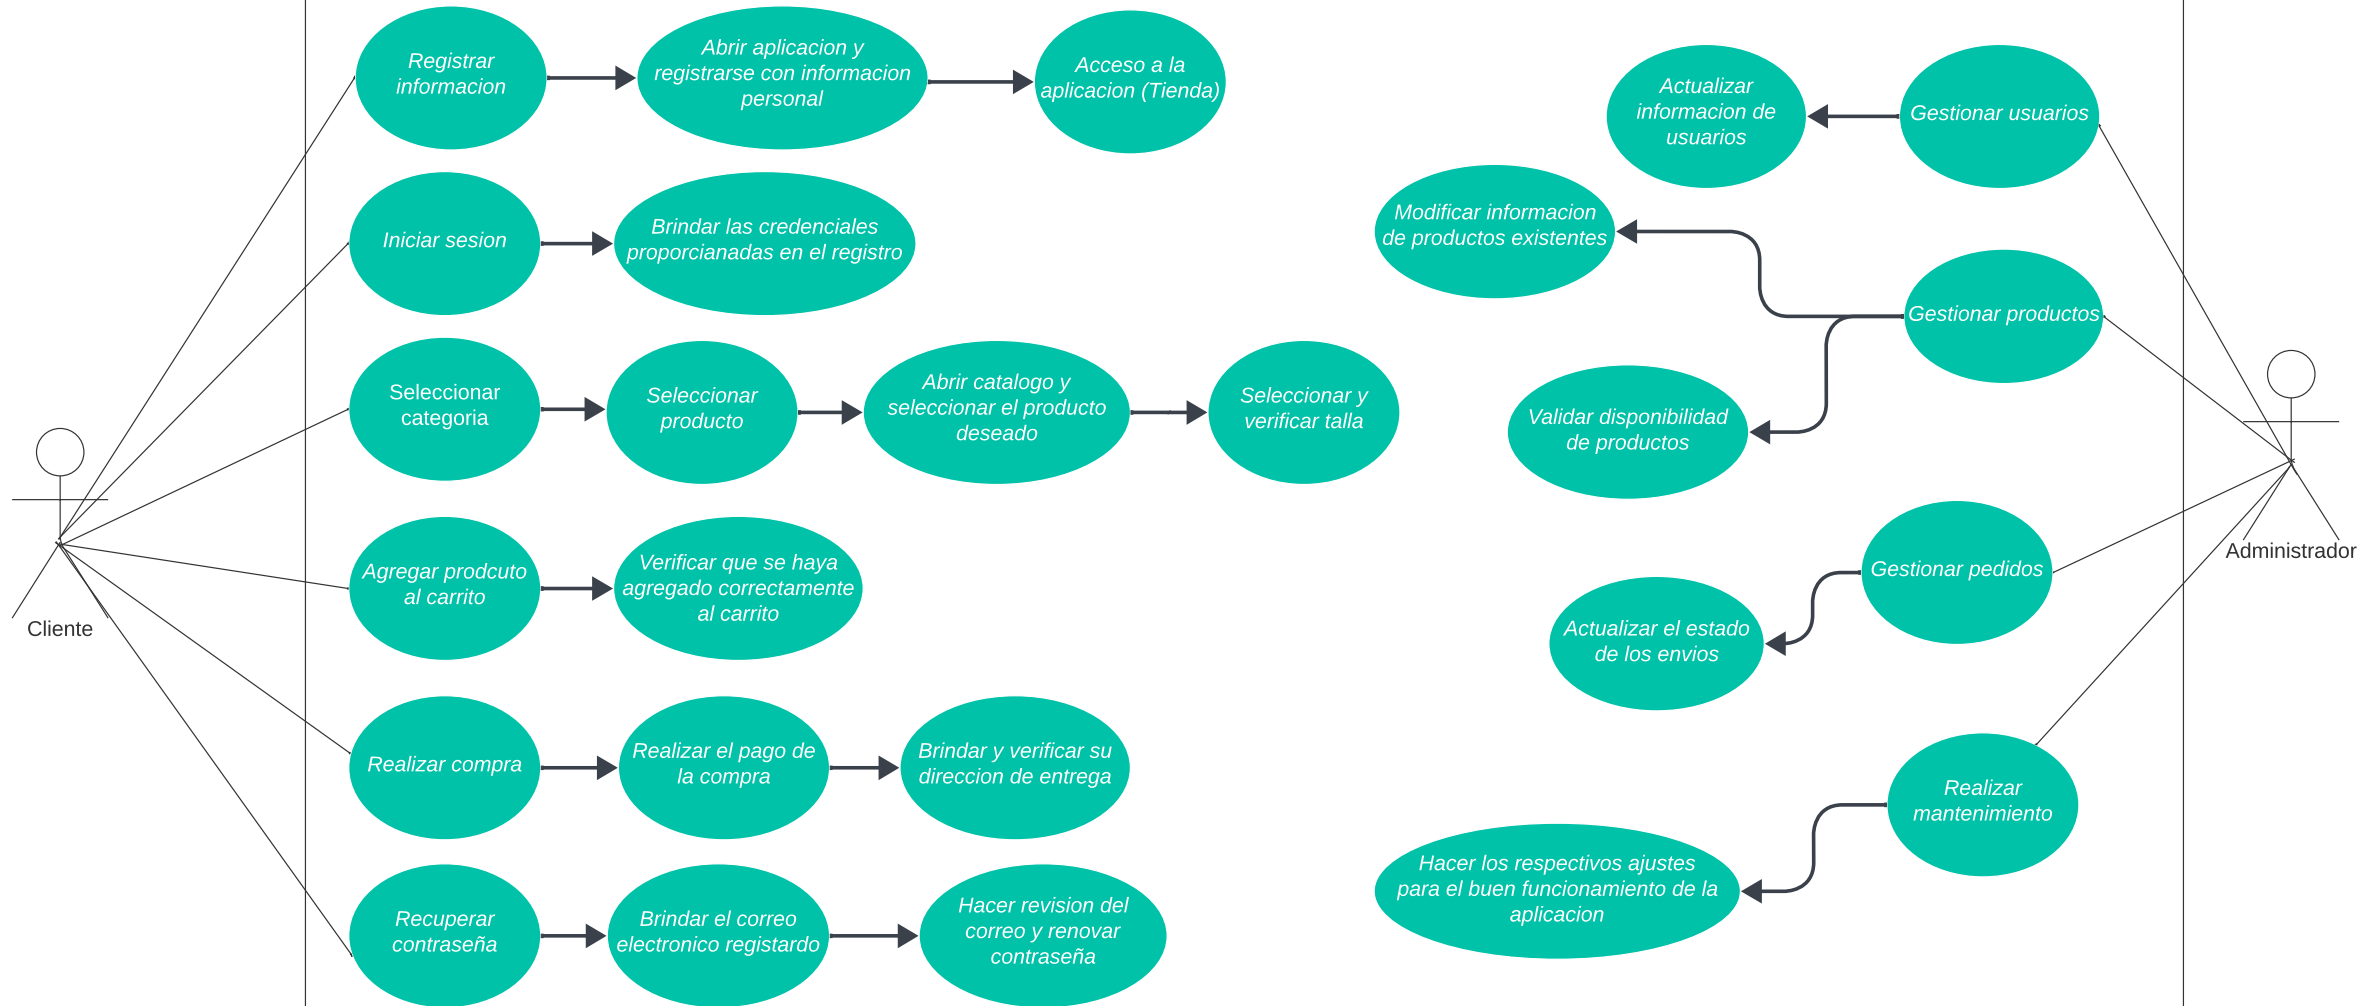 Registrar
informacion
Abrir aplicacion y
registrarse con informacion
personal
Acceso a la
aplicacion (Tienda)
Iniciar sesion
Brindar las credenciales
proporcianadas en el registro
Seleccionar
categoria
Seleccionar
producto
Abrir catalogo y
seleccionar el producto
deseado
Seleccionar y
verificar talla
Agregar prodcuto
al carrito
Verificar que se haya
agregado correctamente
al carrito
Cliente
Realizar compra
Realizar el pago de
la compra
Brindar y verificar su
direccion de entrega
Recuperar
contraseña
Brindar el correo
electronico registardo
Hacer revision del
correo y renovar
contraseña
Actualizar
informacion de
usuarios
Gestionar usuarios
Modificar informacion
de productos existentes
Gestionar productos
Validar disponibilidad
de productos
Administrador
Gestionar pedidos
Actualizar el estado
de los envios
Realizar
mantenimiento
Hacer los respectivos ajustes
para el buen funcionamiento de la
aplicacion